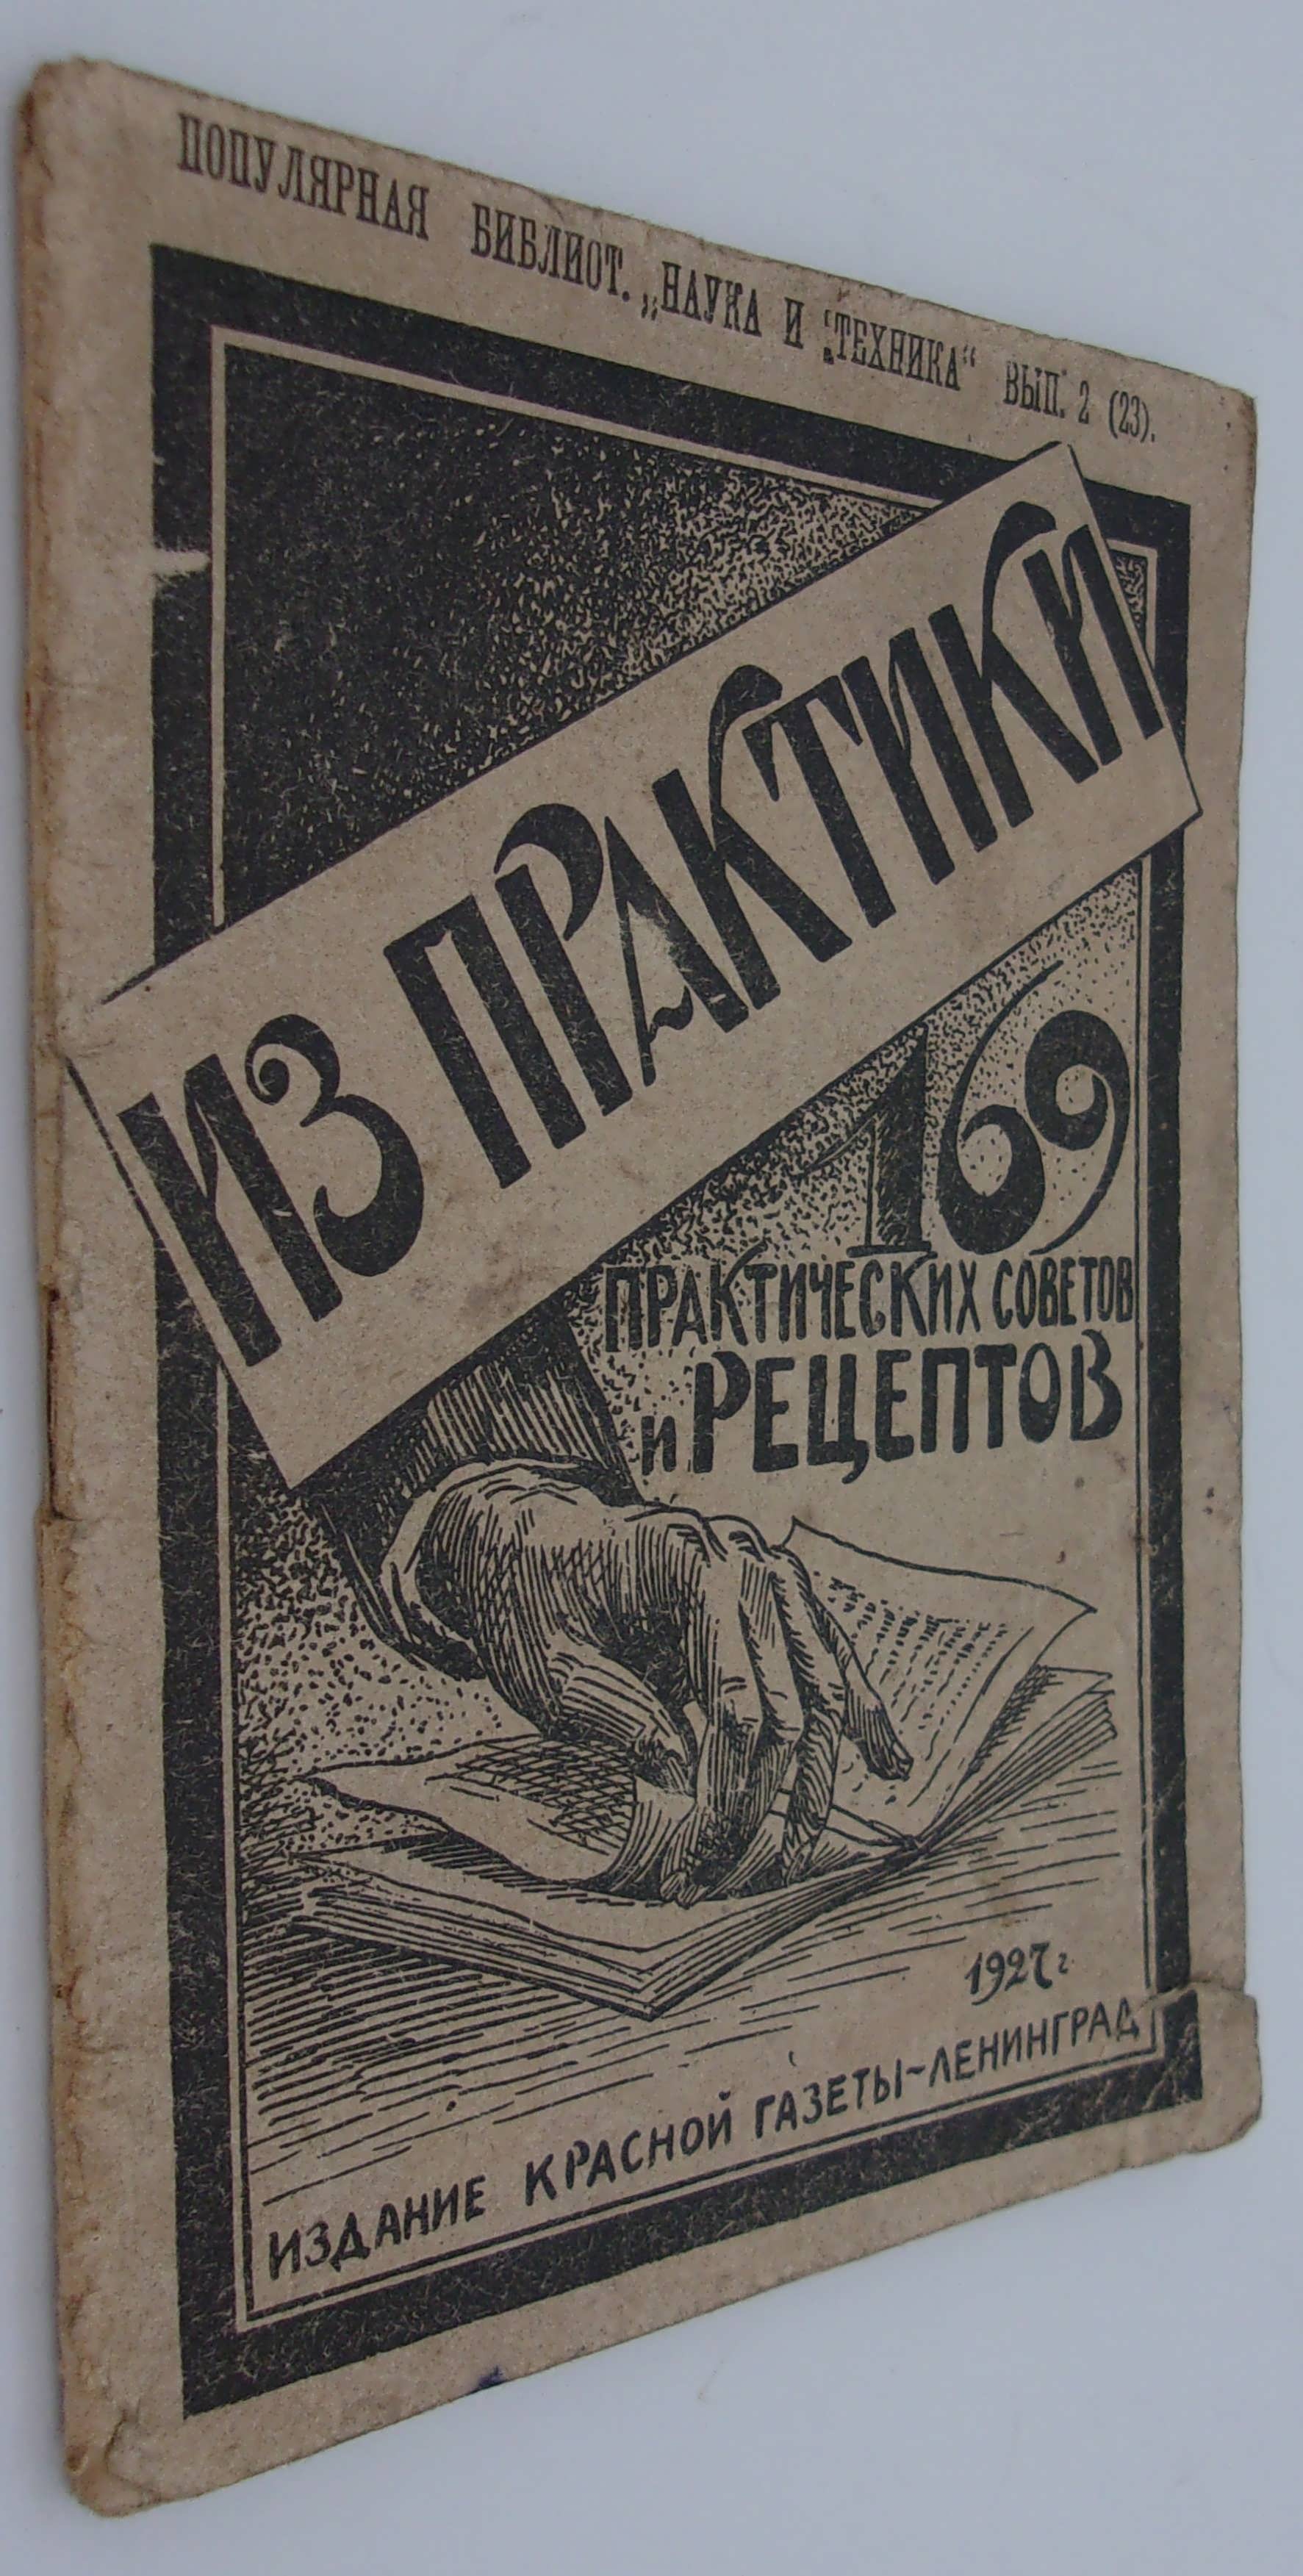 ПОПУЛЯРНАЯ БИБЛИОТ. „НАУКА И ТЕХНИКА“ ВЫП. 2 (23).
ИЗ ПРАКТИКИ
169
ПРАКТИЧЕСКИХ СОВЕТОВ
и РЕЦЕПТОВ
1927 г
ИЗДАНИЕ КРАСНОЙ ГАЗЕТЫ-ЛЕНИНГРАД